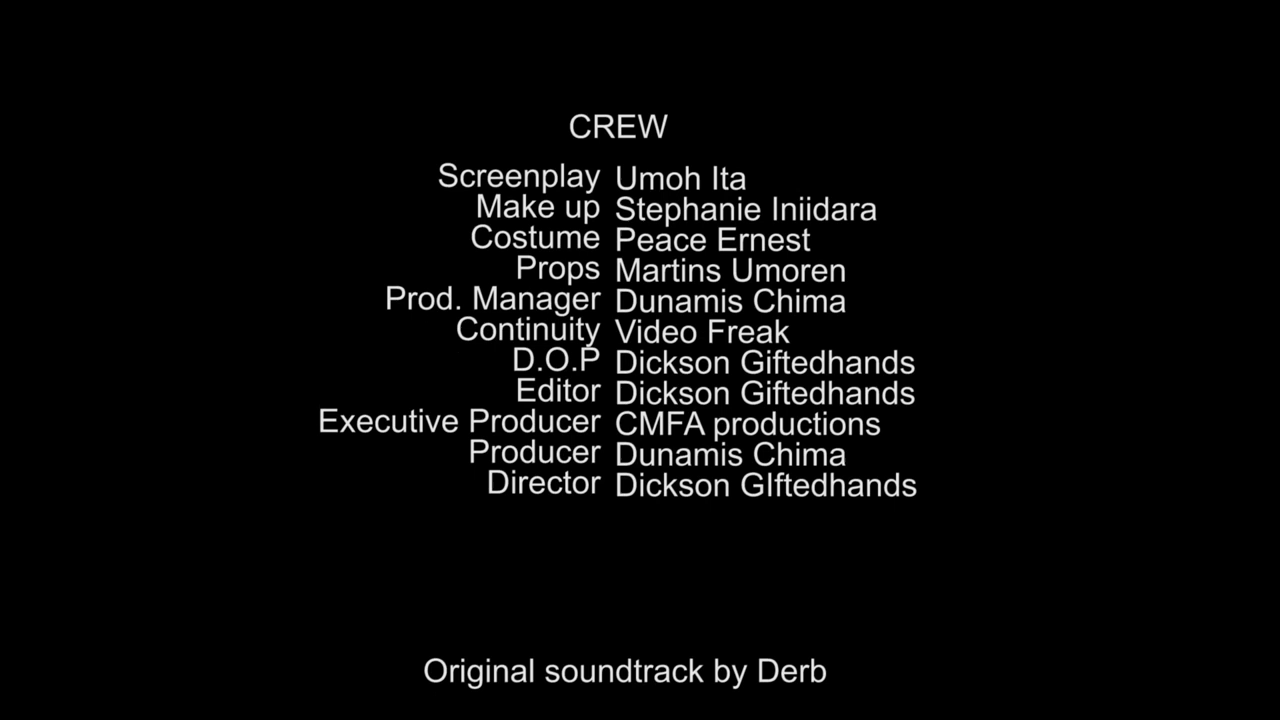 CREW
Screenplay Umoh Ita
Make up Stephanie Iniidara
Costume Peace Ernest
Props Martins Umoren
Prod. Manager Dunamis Chima
Continuity Video Freak
D.O.P Dickson Giftedhands
Editor Dickson Giftedhands
Executive Producer CMFA productions
Producer Dunamis Chima
Director Dickson GIftedhands
Original soundtrack by Derb